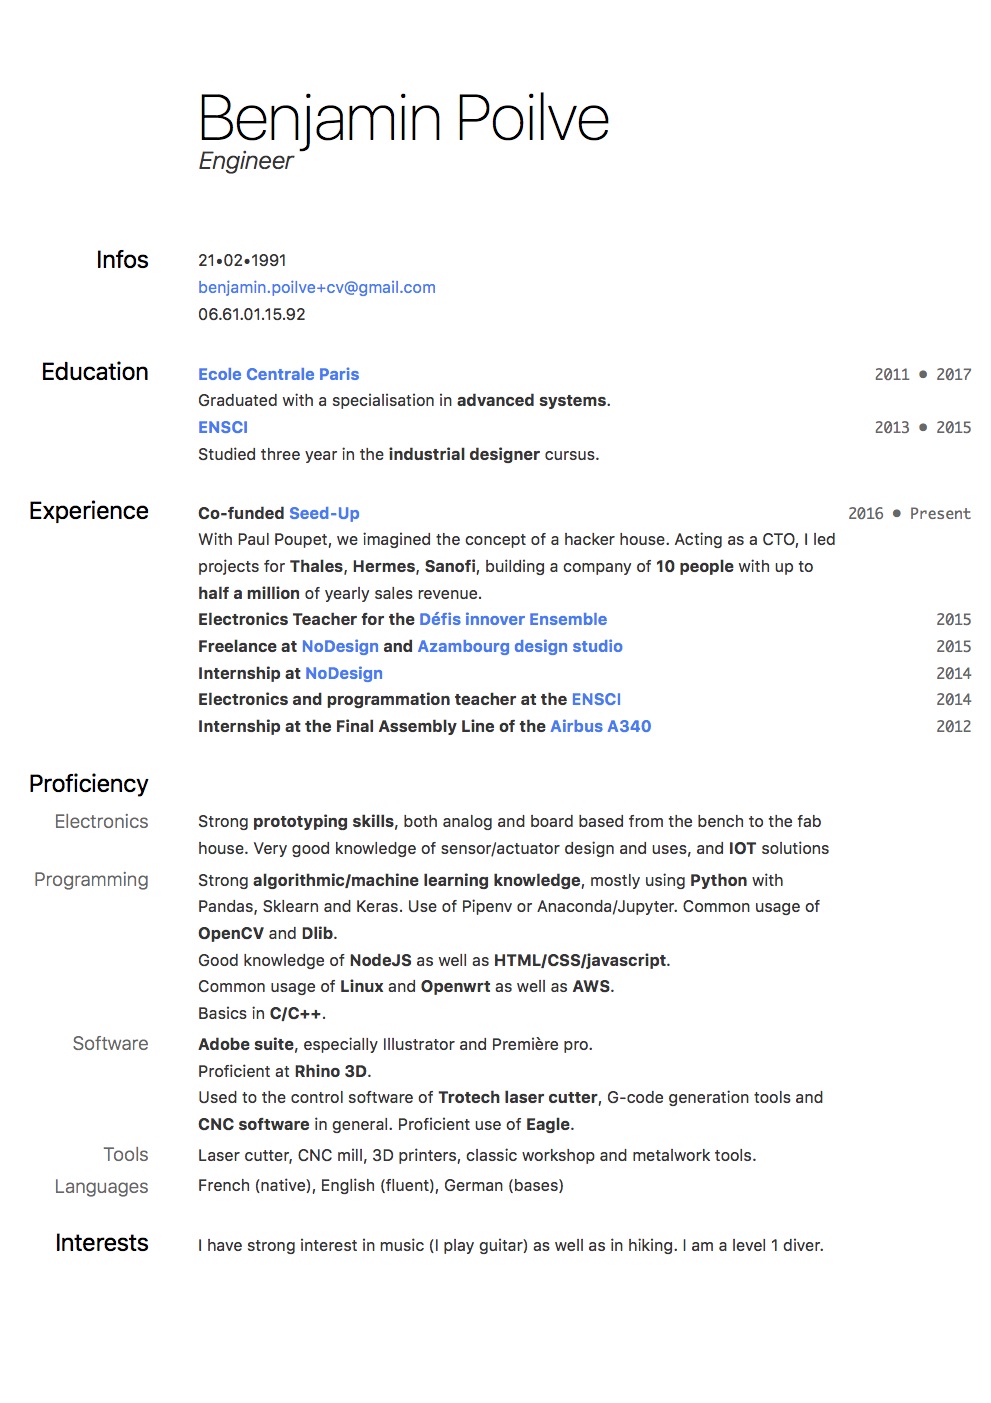 Benjamin Poilve
Engineer
Infos
21•02•1991
benjamin.poilve+cv@gmail.com
06.61.01.15.92
Education
Ecole Centrale Paris 2011 • 2017
Graduated with a specialisation in advanced systems.
ENSCI 2013 • 2015
Studied three year in the industrial designer cursus.
Experience
Co-funded Seed-Up 2016 • Present
With Paul Poupet, we imagined the concept of a hacker house. Acting as a CTO, I led
projects for Thales, Hermes, Sanofi, building a company of 10 people with up to
half a million of yearly sales revenue.
Electronics Teacher for the Défis innover Ensemble 2015
Freelance at NoDesign and Azambourg design studio 2015
Internship at NoDesign 2014
Electronics and programmation teacher at the ENSCI 2014
Internship at the Final Assembly Line of the Airbus A340 2012
Proficiency
Electronics Strong prototyping skills, both analog and board based from the bench to the fab
house. Very good knowledge of sensor/actuator design and uses, and IOT solutions
Programming Strong algorithmic/machine learning knowledge, mostly using Python with
Pandas, Sklearn and Keras. Use of Pipenv or Anaconda/Jupyter. Common usage of
OpenCV and Dlib.
Good knowledge of NodeJS as well as HTML/CSS/javascript.
Common usage of Linux and Openwrt as well as AWS.
Basics in C/C++.
Software Adobe suite, especially Illustrator and Première pro.
Proficient at Rhino 3D.
Used to the control software of Trotech laser cutter, G-code generation tools and
CNC software in general. Proficient use of Eagle.
Tools Laser cutter, CNC mill, 3D printers, classic workshop and metalwork tools.
Languages French (native), English (fluent), German (bases)
Interests I have strong interest in music (I play guitar) as well as in hiking. I am a level 1 diver.